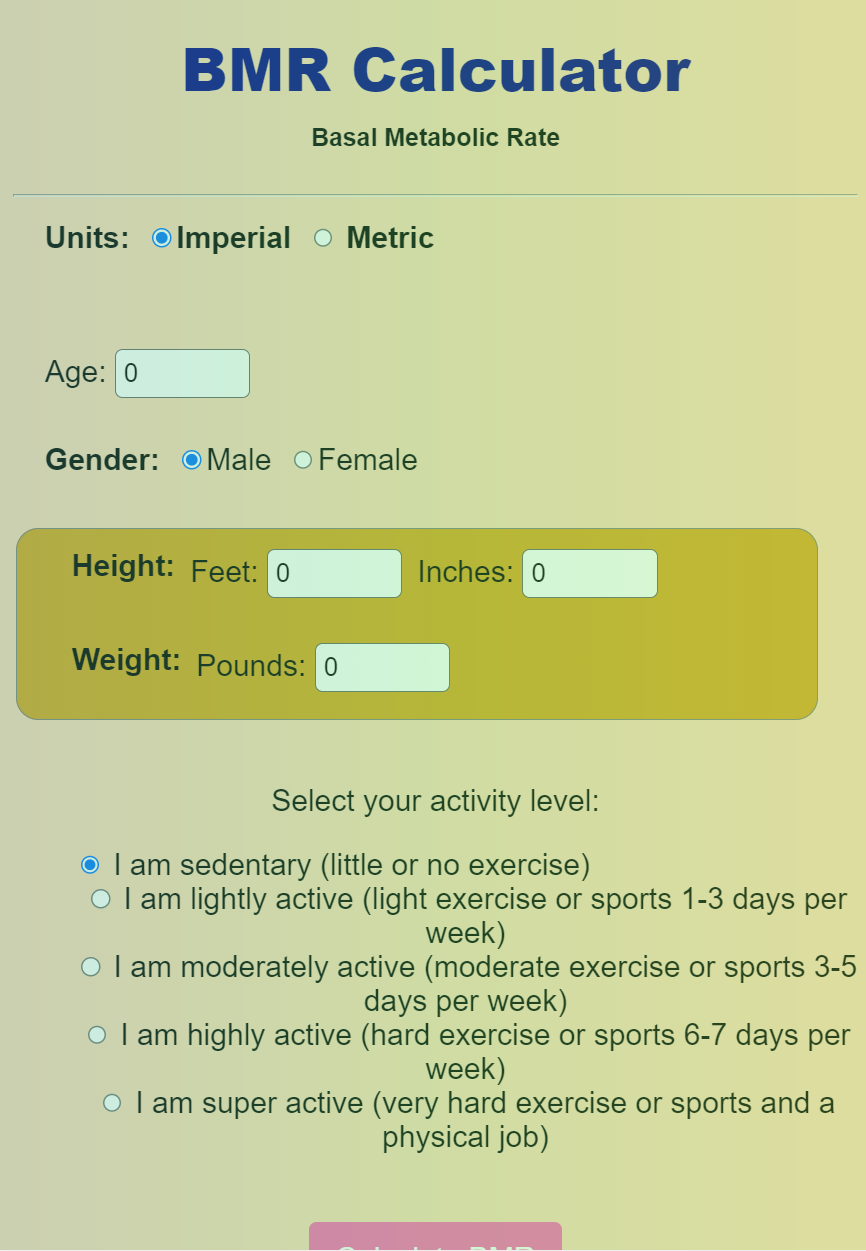 BMR Calculator
Basal Metabolic Rate
Units: Imperial Metric
Age: 0
Gender: Male Female
Height: Feet: 0 Inches: 0
Weight: Pounds: 0
Select your activity level:
I am sedentary (little or no exercise)
I am lightly active (light exercise or sports 1-3 days per
week)
I am moderately active (moderate exercise or sports 3-5
days per week)
I am highly active (hard exercise or sports 6-7 days per
week)
I am super active (very hard exercise or sports and a
physical job)
Calculate BMR